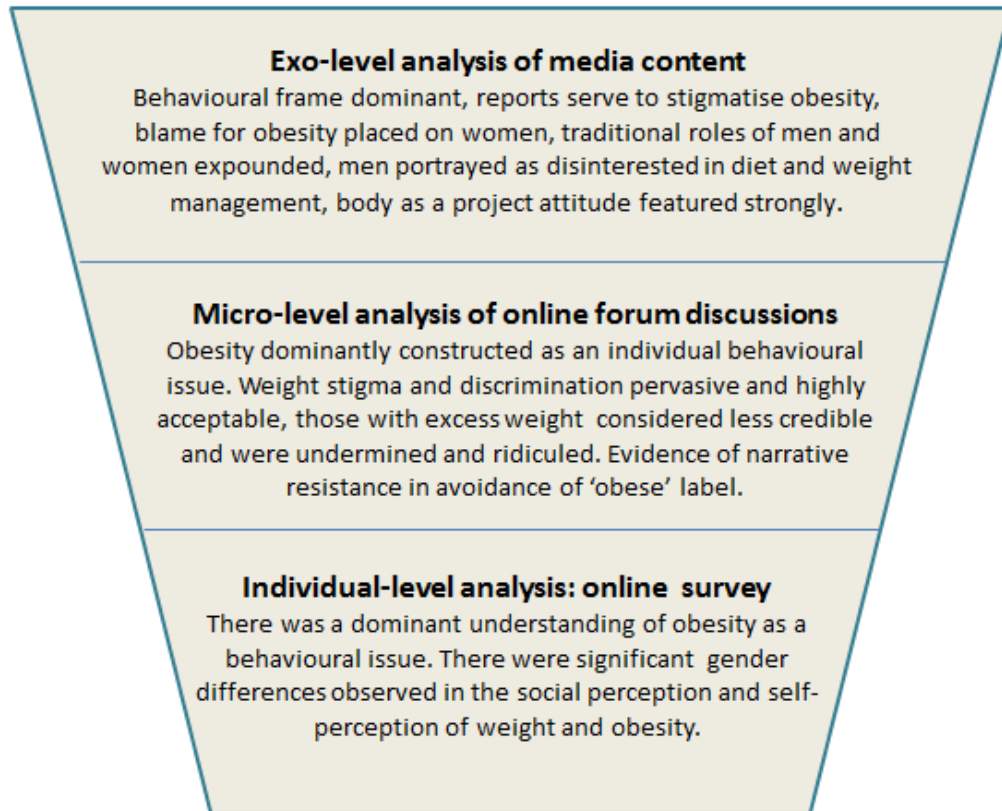 Exo-level analysis of media content
Behavioural frame dominant, reports serve to stigmatise obesity,
blame for obesity placed on women, traditional roles of men and
women expounded, men portrayed as disinterested in diet and weight
management, body as a project attitude featured strongly.
Micro-level analysis of online forum discussions
Obesity dominantly constructed as an individual behavioural
issue. Weight stigma and discrimination pervasive and highly
acceptable, those with excess weight considered less credible
and were undermined and ridiculed. Evidence of narrative
resistance in avoidance of ‘obese’ label.
Individual-level analysis: online survey
There was a dominant understanding of obesity as a
behavioural issue. There were significant gender
differences observed in the social perception and self-
perception of weight and obesity.